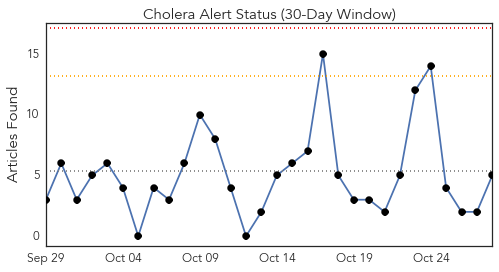 Cholera Alert Status (30-Day Window)
Articles Found
15
10
5
0
Sep 29 Oct 04 Oct 09 Oct 14 Oct 19 Oct 24